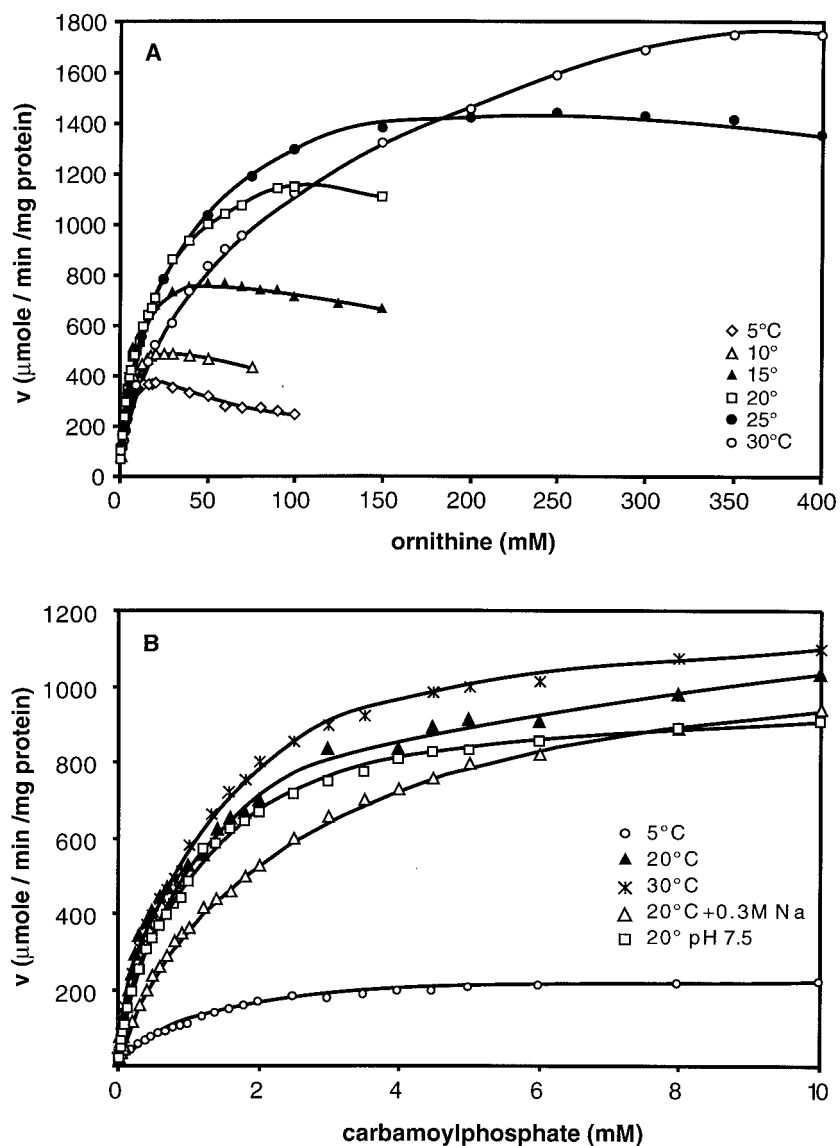 A
v (µmole / min /mg protein)
1800
1600
1400
1200
1000
800
600
400
200
0
0 50 100 150 200 250 300 350 400
ornithine (mM)
5°C
10°
15°
20°
25°
30°C
B
v (µmole / min /mg protein)
1200
1000
800
600
400
200
0 2 4 6 8 10
carbamoylphosphate (mM)
5°C
20°C
30°C
20°C +0.3M Na
20° pH 7.5